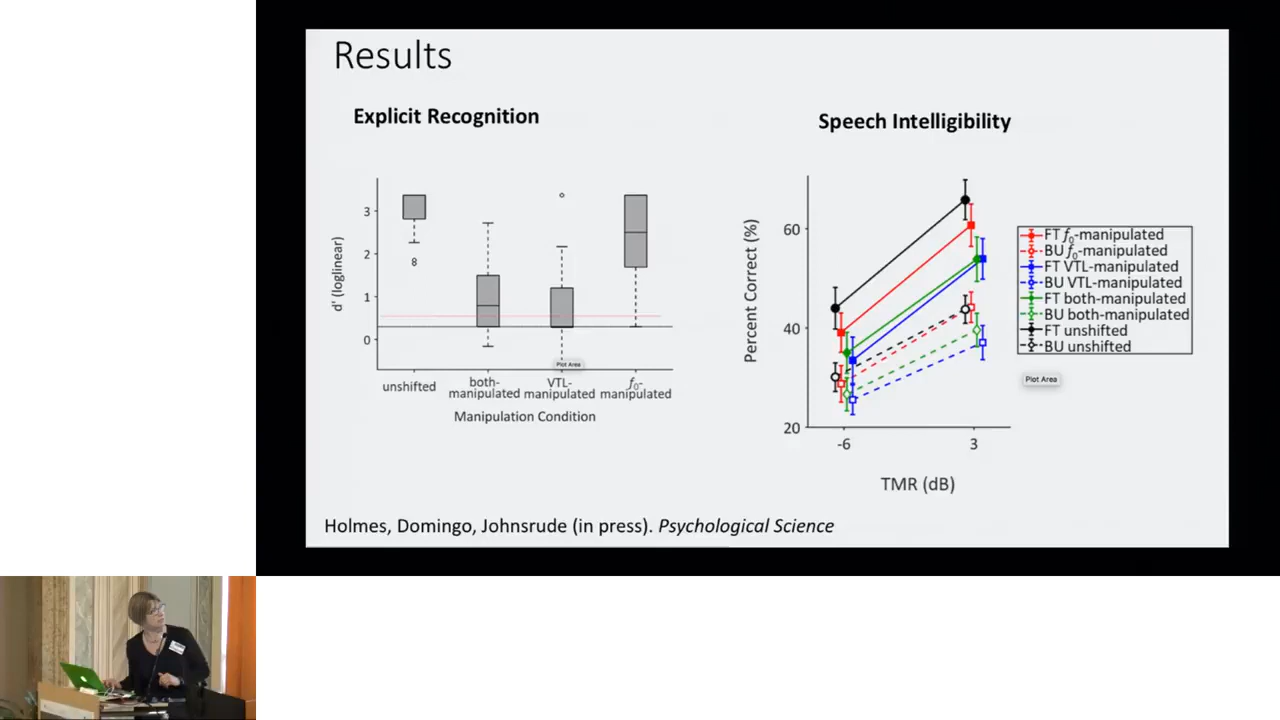 Results
Explicit Recognition
3
2
1
0
d' (loglinear)
Plot Area
unshifted
both-
manipulated
VTL-
manipulated
f0-
manipulated
Manipulation Condition
Speech Intelligibility
60
40
20
Percent Correct (%)
-6
3
TMR (dB)
FT f0-manipulated
BU f0-manipulated
FT VTL-manipulated
BU VTL-manipulated
FT both-manipulated
BU both-manipulated
FT unshifted
BU unshifted
Plot Area
Holmes, Domingo, Johnsrude (in press). Psychological Science